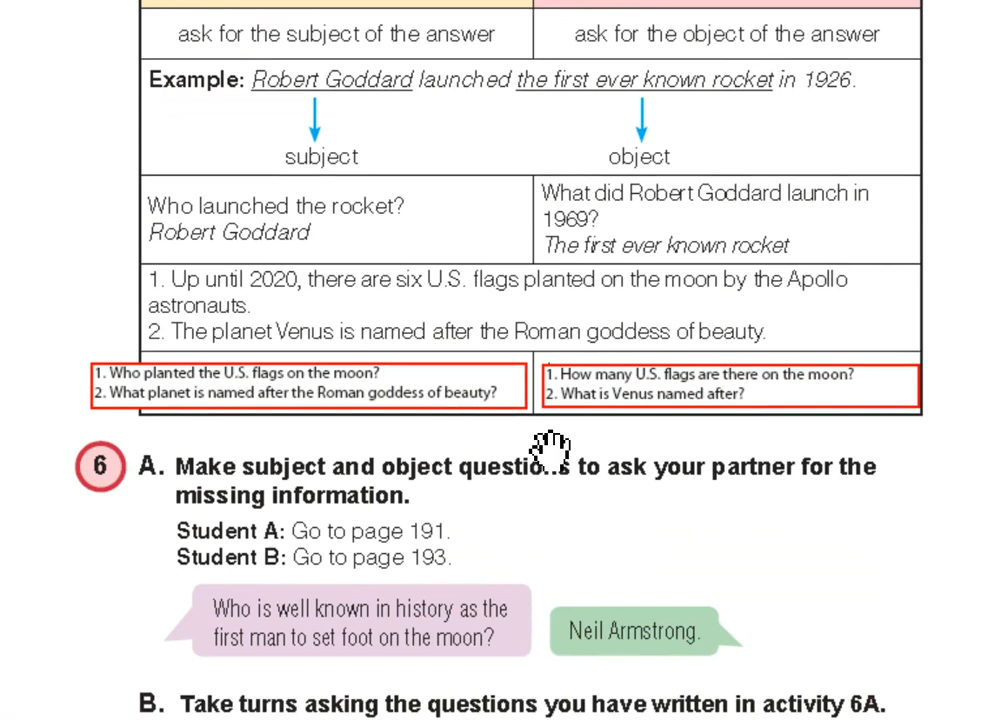 ask for the subject of the answer
ask for the object of the answer
Example: Robert Goddard launched the first ever known rocket in 1926.
subject
object
Who launched the rocket?
Robert Goddard
What did Robert Goddard launch in
1969?
The first ever known rocket
1. Up until 2020, there are six U.S. flags planted on the moon by the Apollo
astronauts.
2. The planet Venus is named after the Roman goddess of beauty.
1. Who planted the U.S. flags on the moon?
2. What planet is named after the Roman goddess of beauty?
1. How many U.S. flags are there on the moon?
2. What is Venus named after?
6 A. Make subject and object questions to ask your partner for the
missing information.
Student A: Go to page 191.
Student B: Go to page 193.
Who is well known in history as the
first man to set foot on the moon?
Neil Armstrong.
B. Take turns asking the questions you have written in activity 6A.